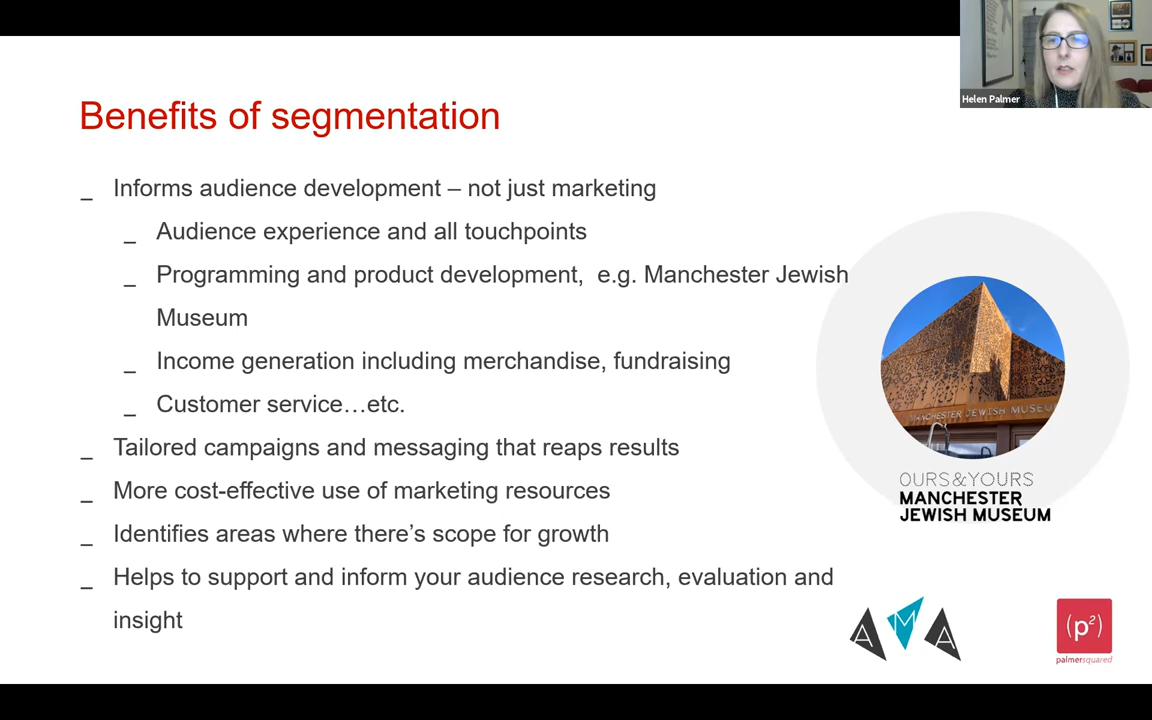 Helen Palmer
Benefits of segmentation
_ Informs audience development – not just marketing
_ Audience experience and all touchpoints
_ Programming and product development, e.g. Manchester Jewish
Museum
_ Income generation including merchandise, fundraising
_ Customer service…etc.
_ Tailored campaigns and messaging that reaps results
_ More cost-effective use of marketing resources
_ Identifies areas where there’s scope for growth
_ Helps to support and inform your audience research, evaluation and
insight
MANCHESTER JEWISH MUSEUM
OURS&YOURS
MANCHESTER
JEWISH MUSEUM
AMA
(p²)
palmersquared